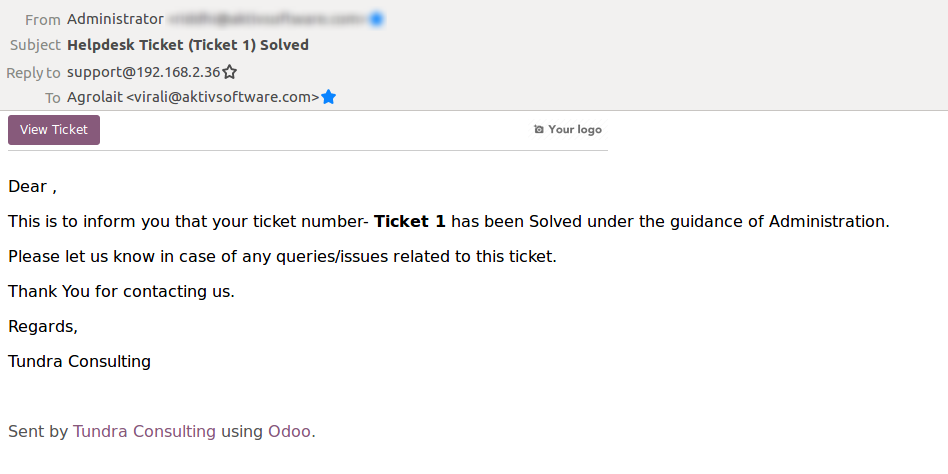 From Administrator
Subject Helpdesk Ticket (Ticket 1) Solved
Reply to support@192.168.2.36
To Agrolait <virali@aktivsoftware.com>
View Ticket
Your logo
Dear ,
This is to inform you that your ticket number- Ticket 1 has been Solved under the guidance of Administration.
Please let us know in case of any queries/issues related to this ticket.
Thank You for contacting us.
Regards,
Tundra Consulting
Sent by Tundra Consulting using Odoo.